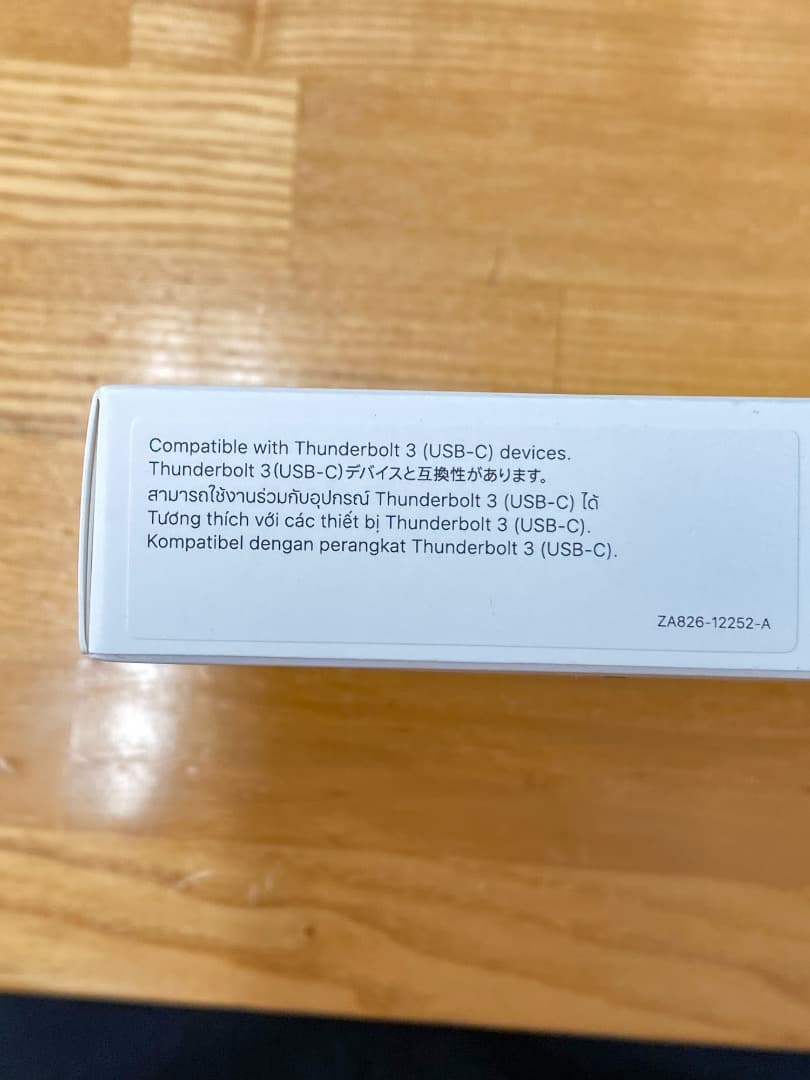 Compatible with Thunderbolt 3 (USB-C) devices.
Thunderbolt 3(USB-C)デバイスと互換性があります。
สามารถใช้งานร่วมกับอุปกรณ์ Thunderbolt 3 (USB-C) ได้
Tương thích với các thiết bị Thunderbolt 3 (USB-C).
Kompatibel dengan perangkat Thunderbolt 3 (USB-C).
ZA826-12252-A